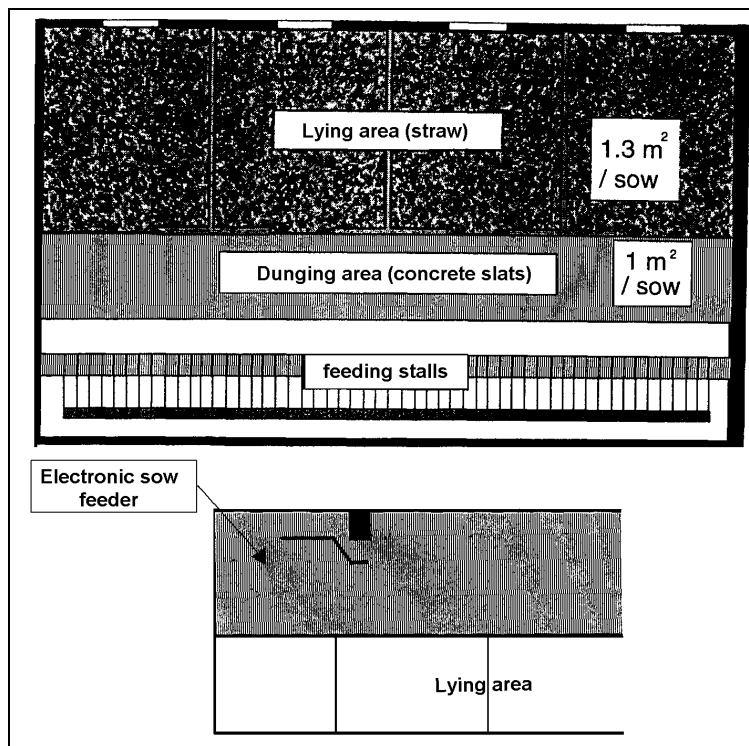 Lying area (straw)
1.3 m²
/ sow
Dunging area (concrete slats)
1 m²
/ sow
feeding stalls
Electronic sow
feeder
Lying area